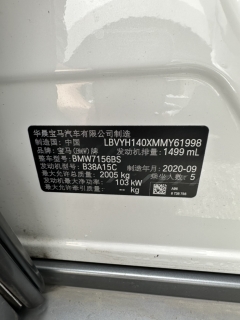 华晨宝马汽车有限公司制造
制造国: 中国 LBVYH140XMMY61998
品牌: 宝马(BMW)牌 发动机排量: 1499 mL
整车型号: BMW7156BS
发动机型号: B38A15C 制造年月: 2020-09
最大允许总质量: 2005 kg 乘坐人数: 5
发动机最大净功率: 103 kW
最大允许牵引质量: -- kg